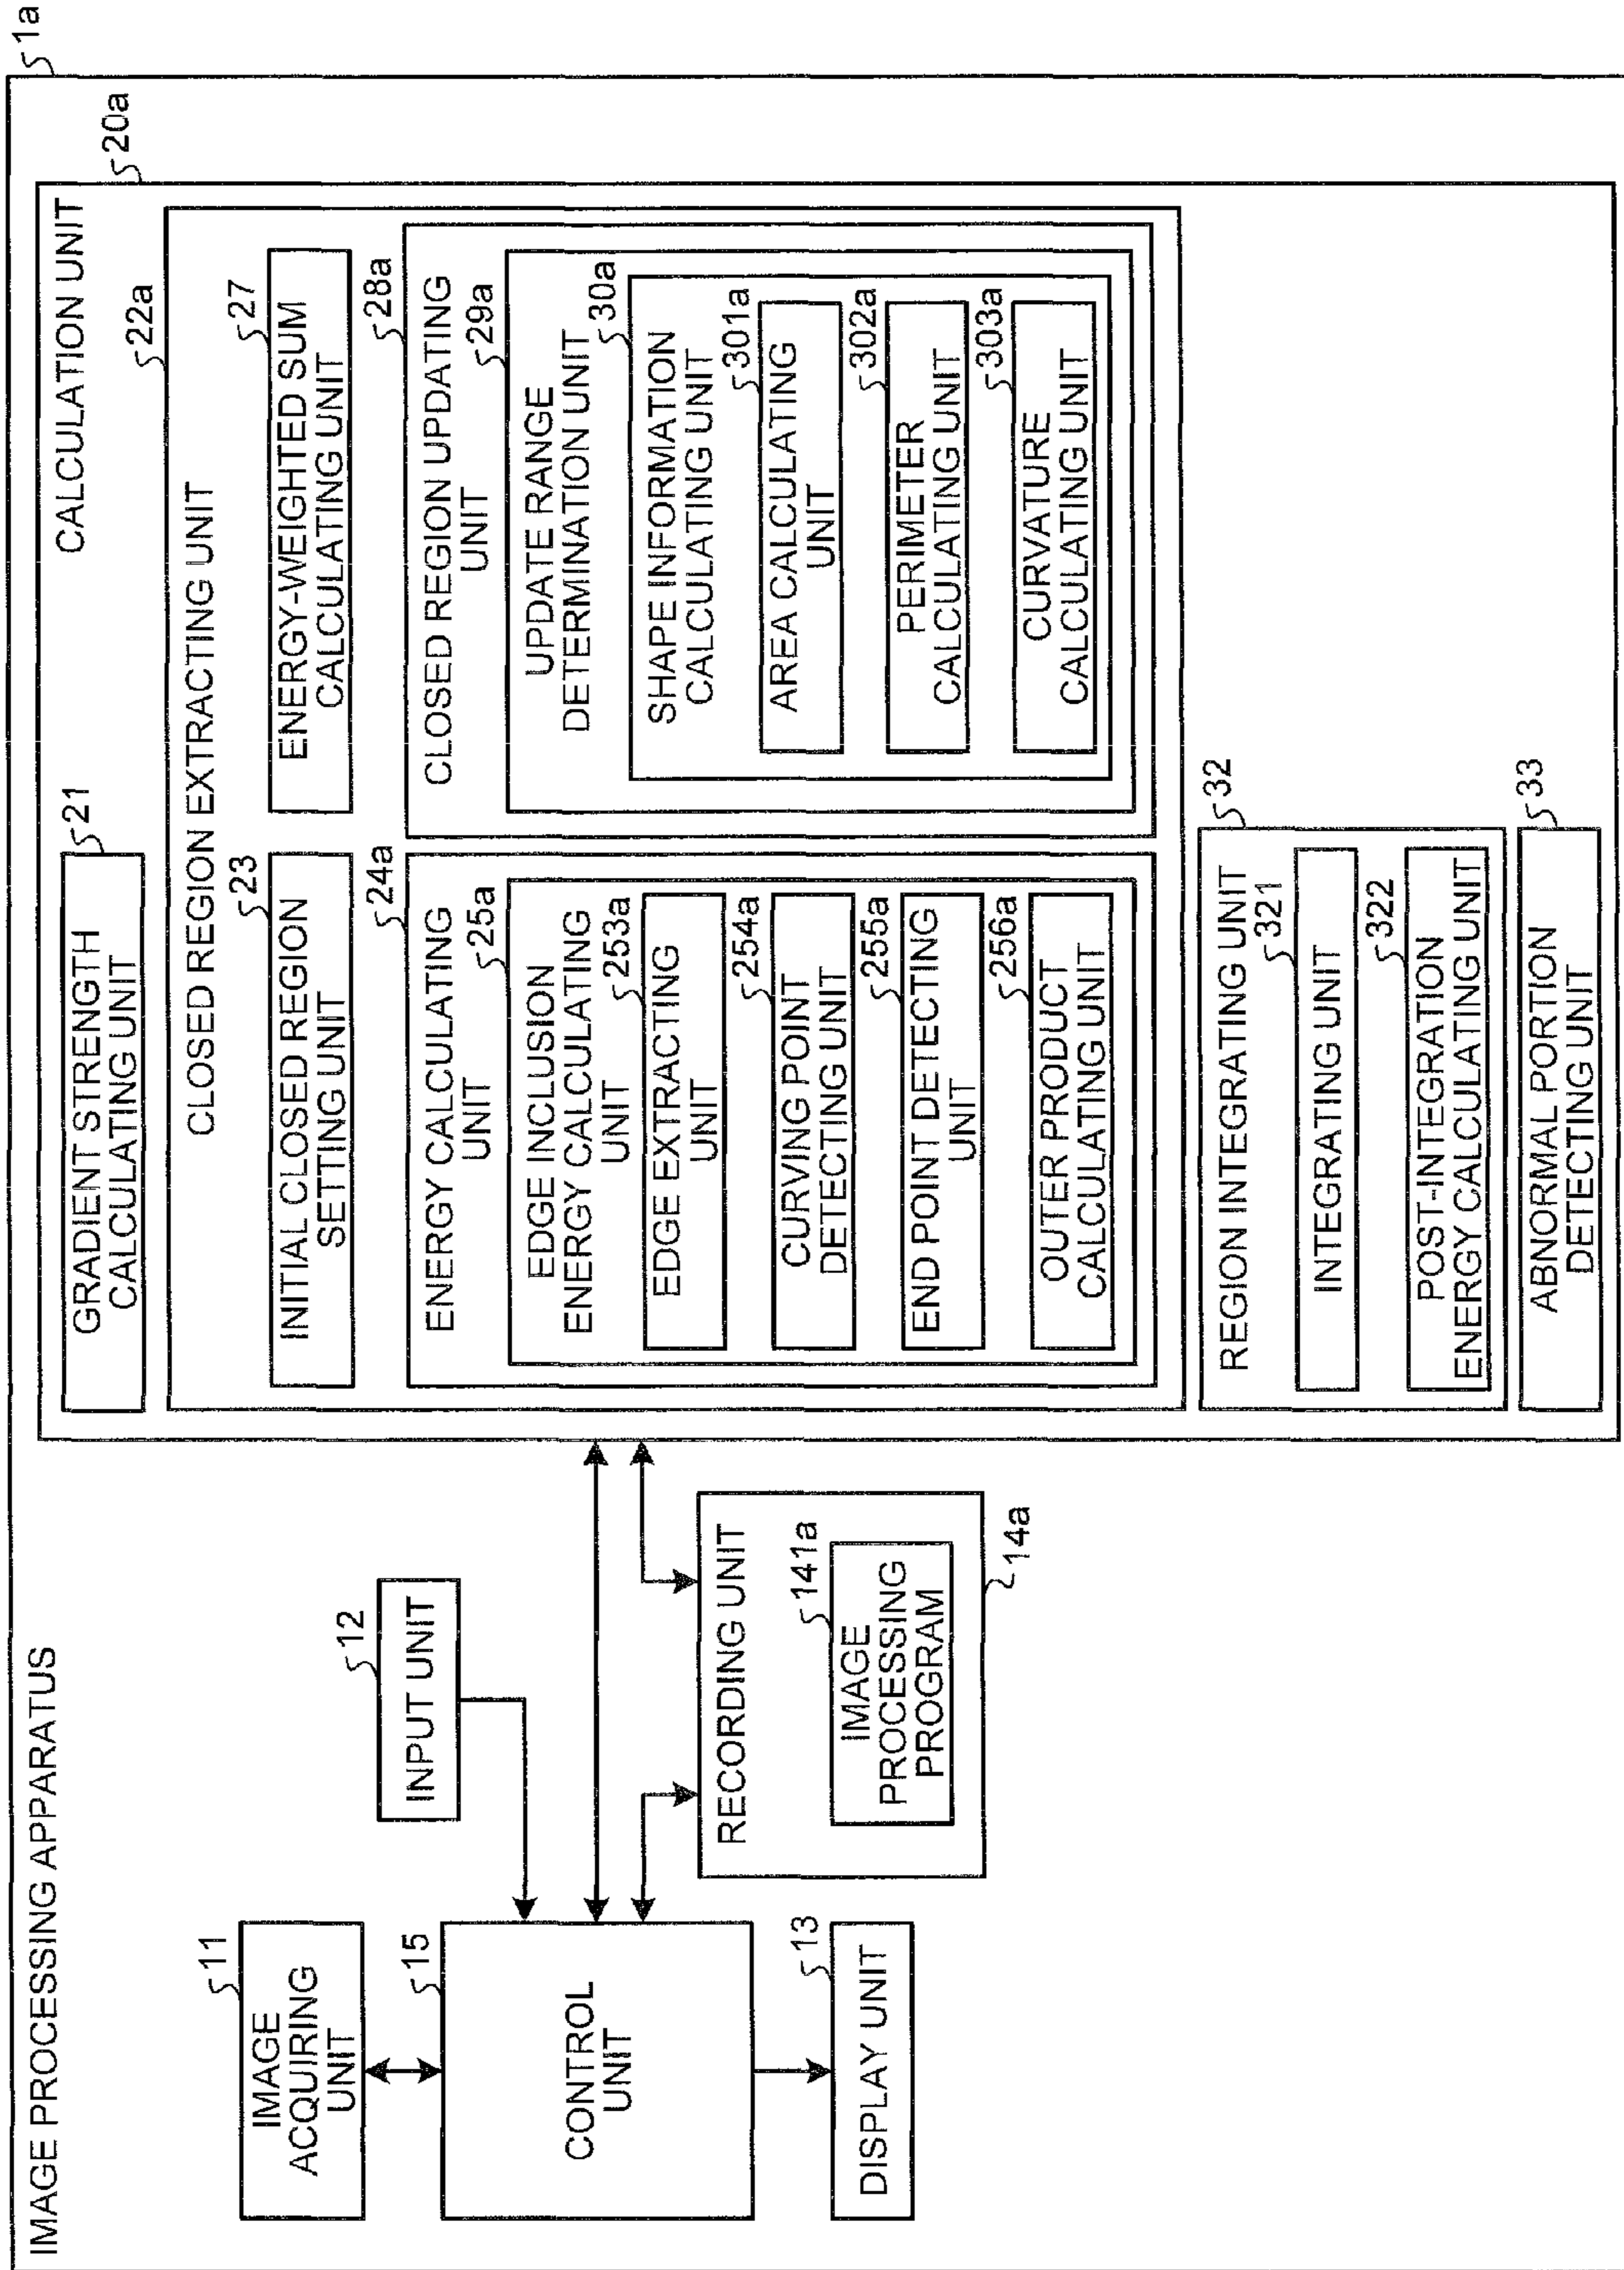 IMAGE PROCESSING APPARATUS
1a
11
IMAGE
ACQUIRING
UNIT
15
CONTROL
UNIT
13
DISPLAY UNIT
12
INPUT UNIT
RECORDING UNIT
141a
IMAGE
PROCESSING
PROGRAM
14a
20a
CALCULATION UNIT
21
GRADIENT STRENGTH
CALCULATING UNIT
22a
CLOSED REGION EXTRACTING UNIT
23
INITIAL CLOSED REGION
SETTING UNIT
27
ENERGY-WEIGHTED SUM
CALCULATING UNIT
24a
ENERGY CALCULATING
UNIT
25a
EDGE INCLUSION
ENERGY CALCULATING
UNIT
253a
EDGE EXTRACTING
UNIT
254a
CURVING POINT
DETECTING UNIT
255a
END POINT DETECTING
UNIT
256a
OUTER PRODUCT
CALCULATING UNIT
28a
CLOSED REGION UPDATING
UNIT
29a
UPDATE RANGE
DETERMINATION UNIT
30a
SHAPE INFORMATION
CALCULATING UNIT
301a
AREA CALCULATING
UNIT
302a
PERIMETER
CALCULATING UNIT
303a
CURVATURE
CALCULATING UNIT
32
REGION INTEGRATING UNIT
321
INTEGRATING UNIT
322
POST-INTEGRATION
ENERGY CALCULATING UNIT
33
ABNORMAL PORTION
DETECTING UNIT